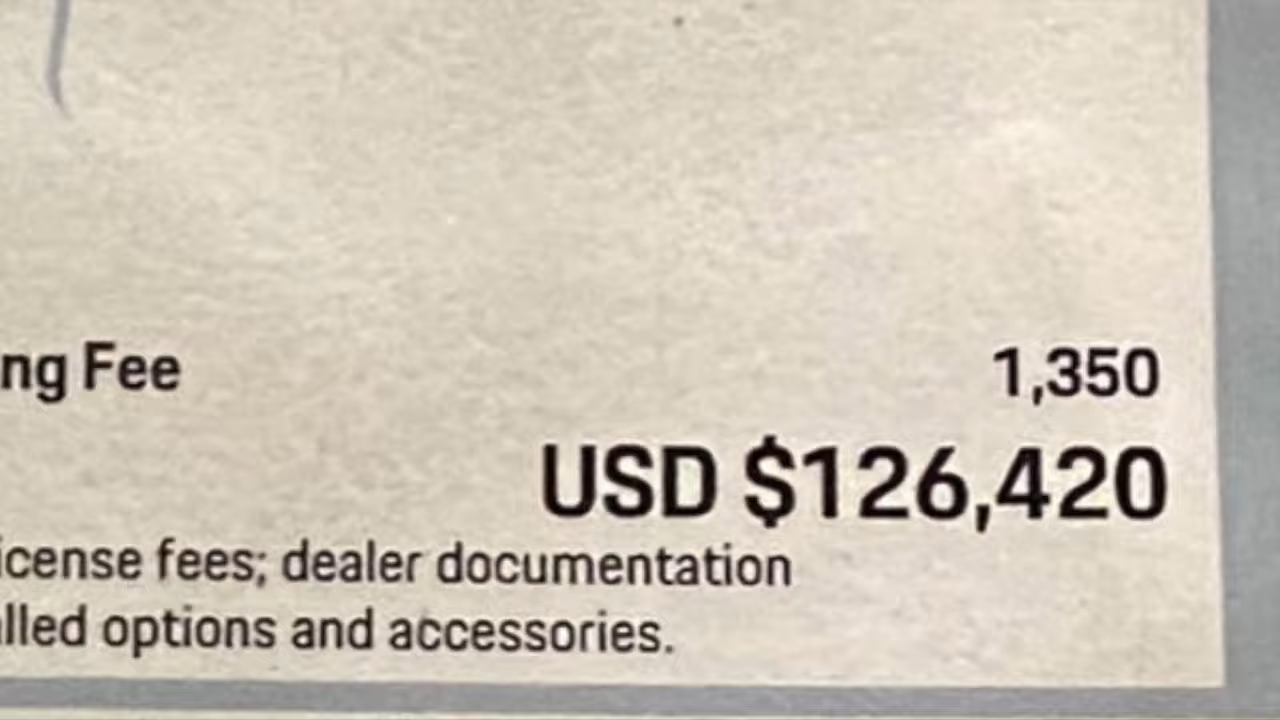 ng Fee 1,350
USD $126,420
icense fees; dealer documentation
lled options and accessories.